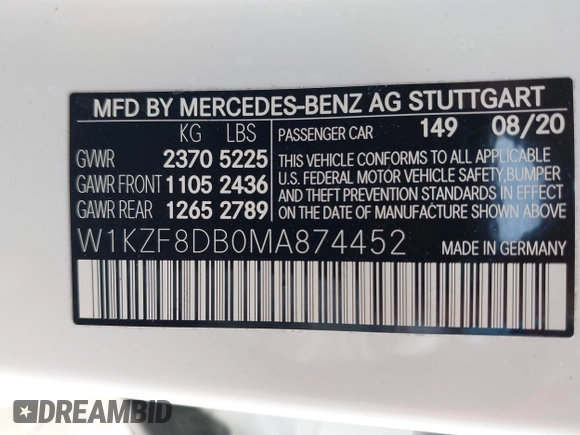 MFD BY MERCEDES-BENZ AG STUTTGART
KG LBS
PASSENGER CAR 149 08/20
GVWR 2370 5225
GAWR FRONT 1105 2436
GAWR REAR 1265 2789
THIS VEHICLE CONFORMS TO ALL APPLICABLE
U.S. FEDERAL MOTOR VEHICLE SAFETY, BUMPER
AND THEFT PREVENTION STANDARDS IN EFFECT
ON THE DATE OF MANUFACTURE SHOWN ABOVE.
W1KZF8DB0MA874452
MADE IN GERMANY
DREAMBID